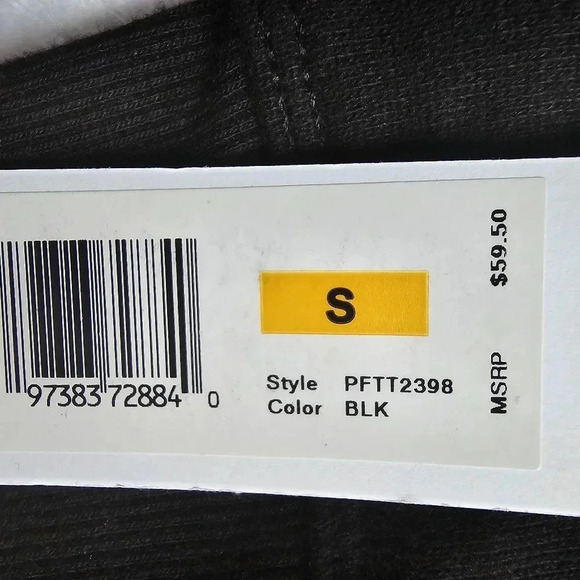 S
Style PFTT2398
Color BLK
97383 72884 0
MSRP $59.50